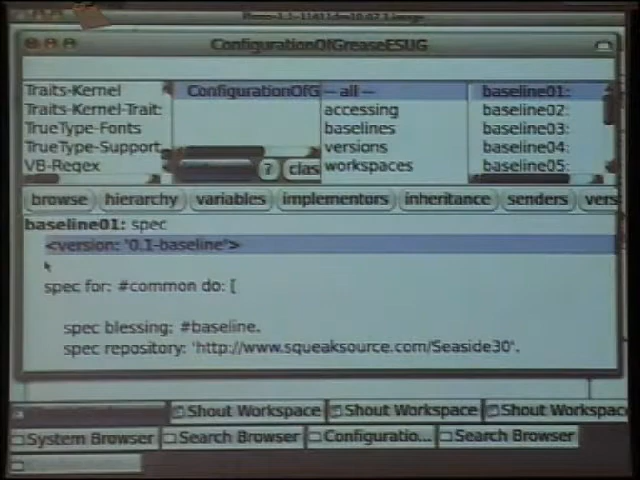 ConfigurationOfGreaseESUG
Traits-Kernel
Traits-Kernel-Trait:
TrueType-Fonts
TrueType-Support
VB-Regex
ConfigurationOfG
? clas
-- all --
accessing
baselines
versions
workspaces
baseline01:
baseline02:
baseline03:
baseline04:
baseline05:
browse hierarchy variables implementors inheritance senders vers
baseline01: spec
<version: '0.1-baseline'>
spec for: #common do: [
spec blessing: #baseline.
spec repository: 'http://www.squeaksource.com/Seaside30'.
Shout Workspace Shout Workspace Shout Workspac
System Browser Search Browser Configuratio... Search Browser